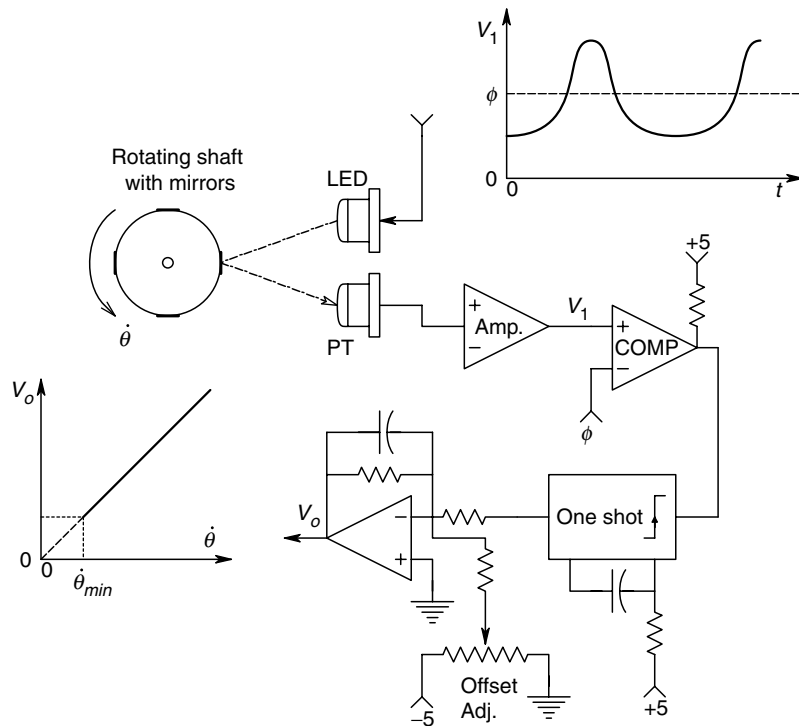 V1
ϕ
0
0
t
Rotating shaft
with mirrors
LED
θ̇
PT
+
−
Amp.
V1
+5
+
−
COMP
ϕ
Vo
0
0
θ̇min
θ̇
Vo
−
+
One shot
−5
Offset
Adj.
+5